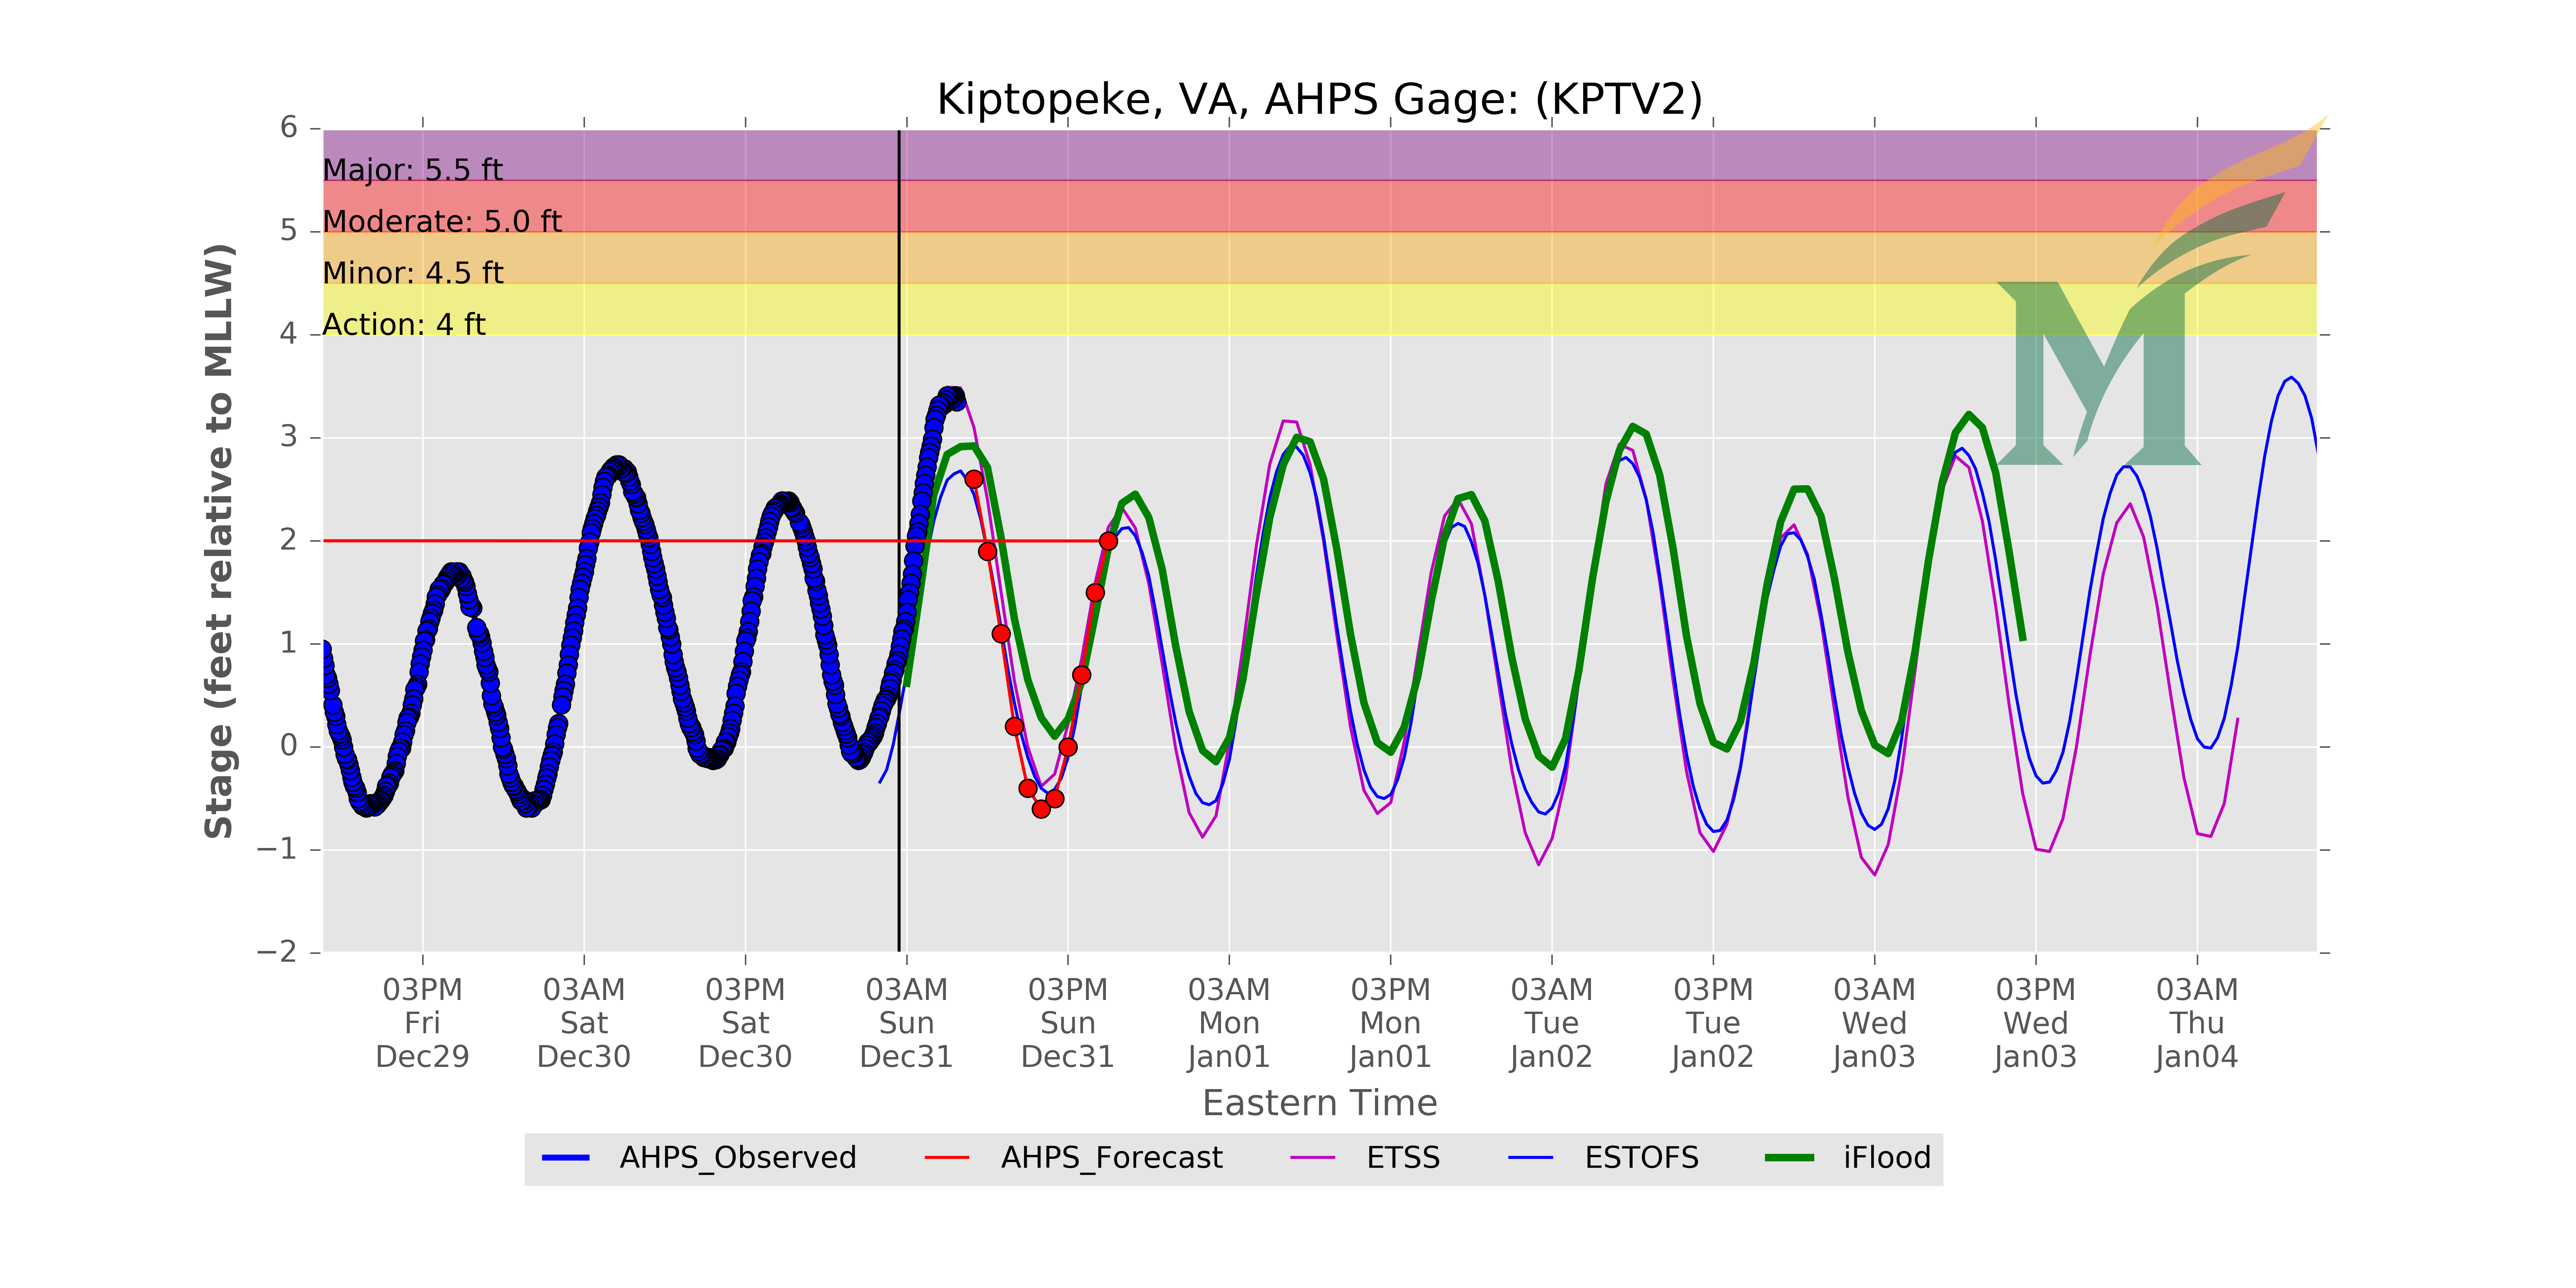 Kiptopeke, VA, AHPS Gage: (KPTV2)
6
Major: 5.5 ft
Moderate: 5.0 ft
5
Minor: 4.5 ft
Action: 4 ft
4
3
2
1
0
−1
−2
Stage (feet relative to MLLW)
M
03PM 03AM 03PM 03AM 03PM 03AM 03PM 03AM 03PM 03AM 03PM 03AM
Fri Sat Sat Sun Sun Mon Mon Tue Tue Wed Wed Thu
Dec29 Dec30 Dec30 Dec31 Dec31 Jan01 Jan01 Jan02 Jan02 Jan03 Jan03 Jan04
Eastern Time
AHPS_Observed AHPS_Forecast ETSS ESTOFS iFlood